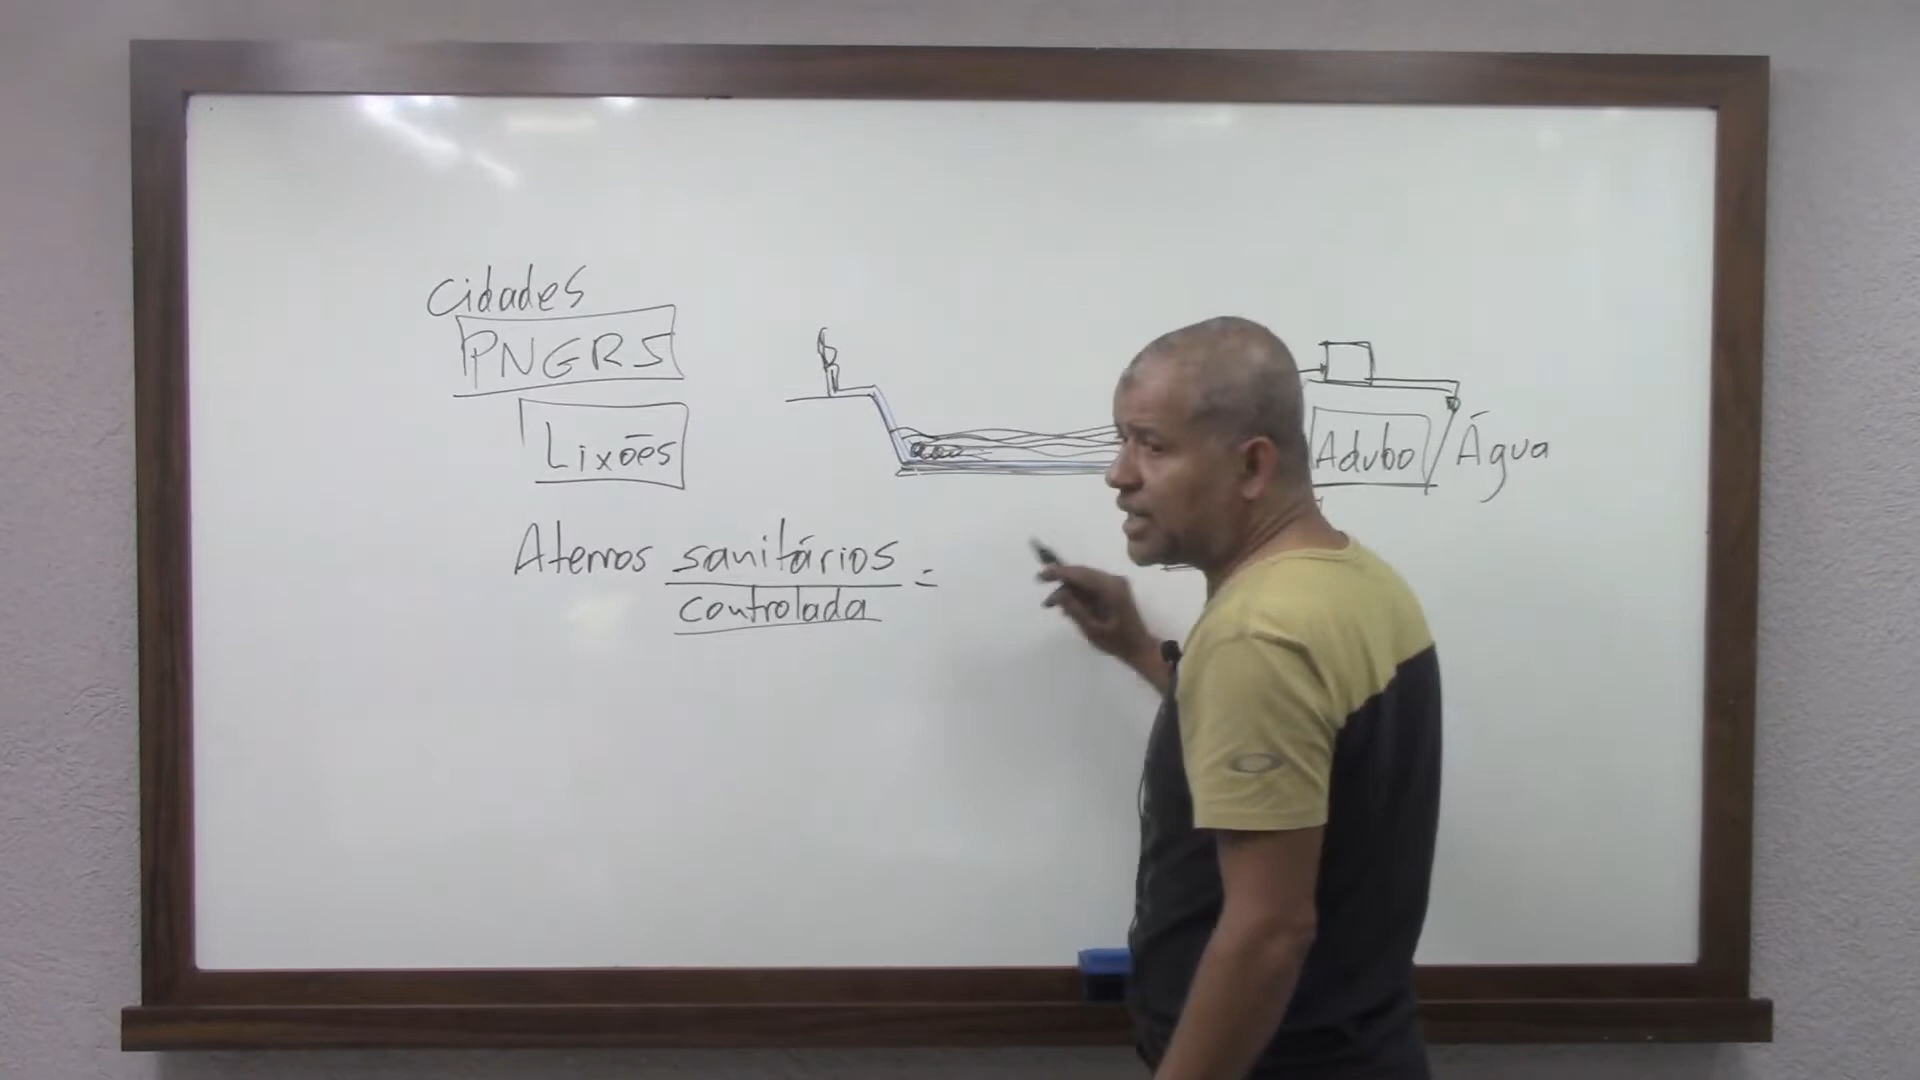 Cidades
PNGRS
Lixões
Aterros sanitários =
controlada
Adubo
Água